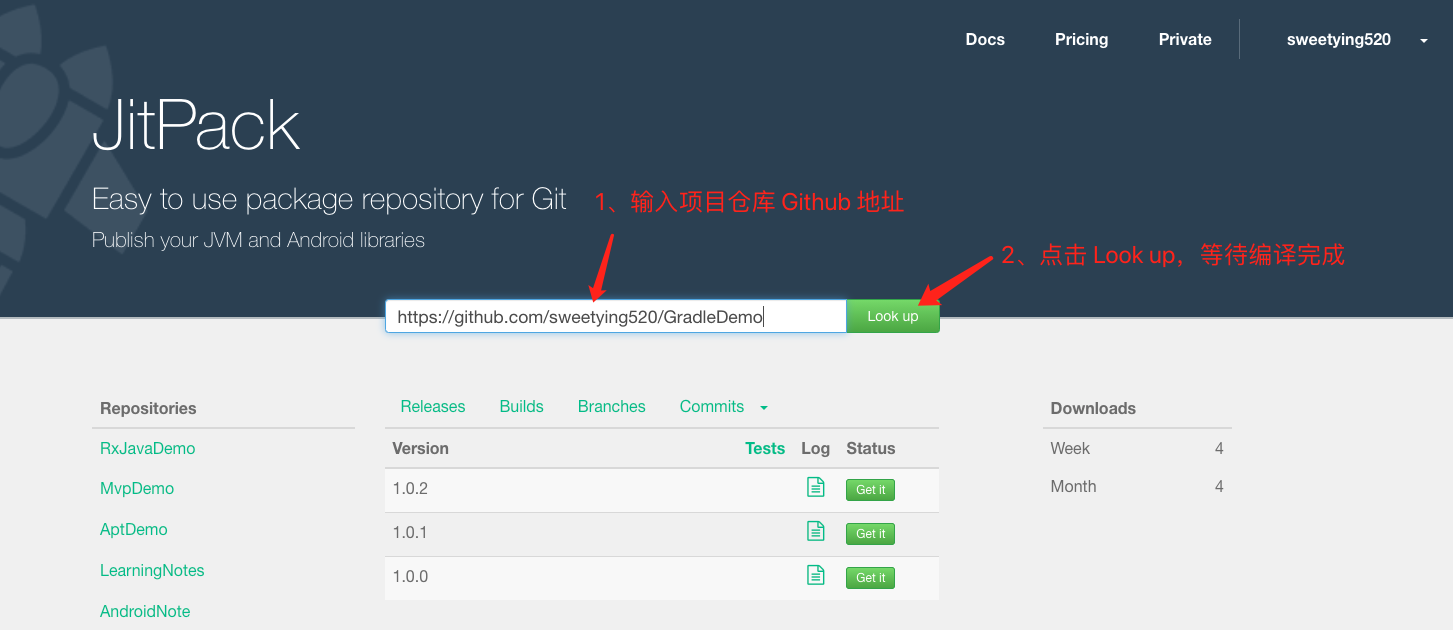 Docs Pricing Private sweetying520
JitPack
Easy to use package repository for Git
1、输入项目仓库 Github 地址
Publish your JVM and Android libraries
2、点击 Look up，等待编译完成
https://github.com/sweetying520/GradleDemo Look up
Repositories
RxJavaDemo
MvpDemo
AptDemo
LearningNotes
AndroidNote
Releases Builds Branches Commits
Version Tests Log Status
1.0.2 Get it
1.0.1 Get it
1.0.0 Get it
Downloads
Week 4
Month 4